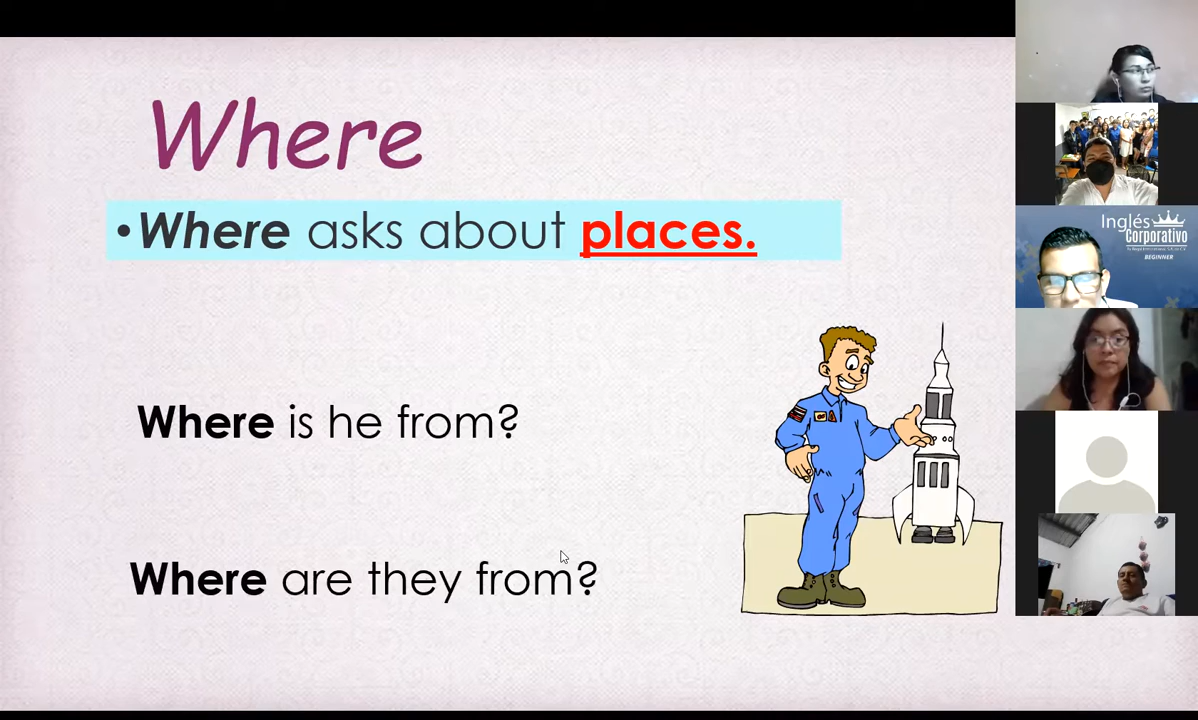 Where
•Where asks about places.
Where is he from?
Where are they from?
Inglés
Corporativo
BEGINNER